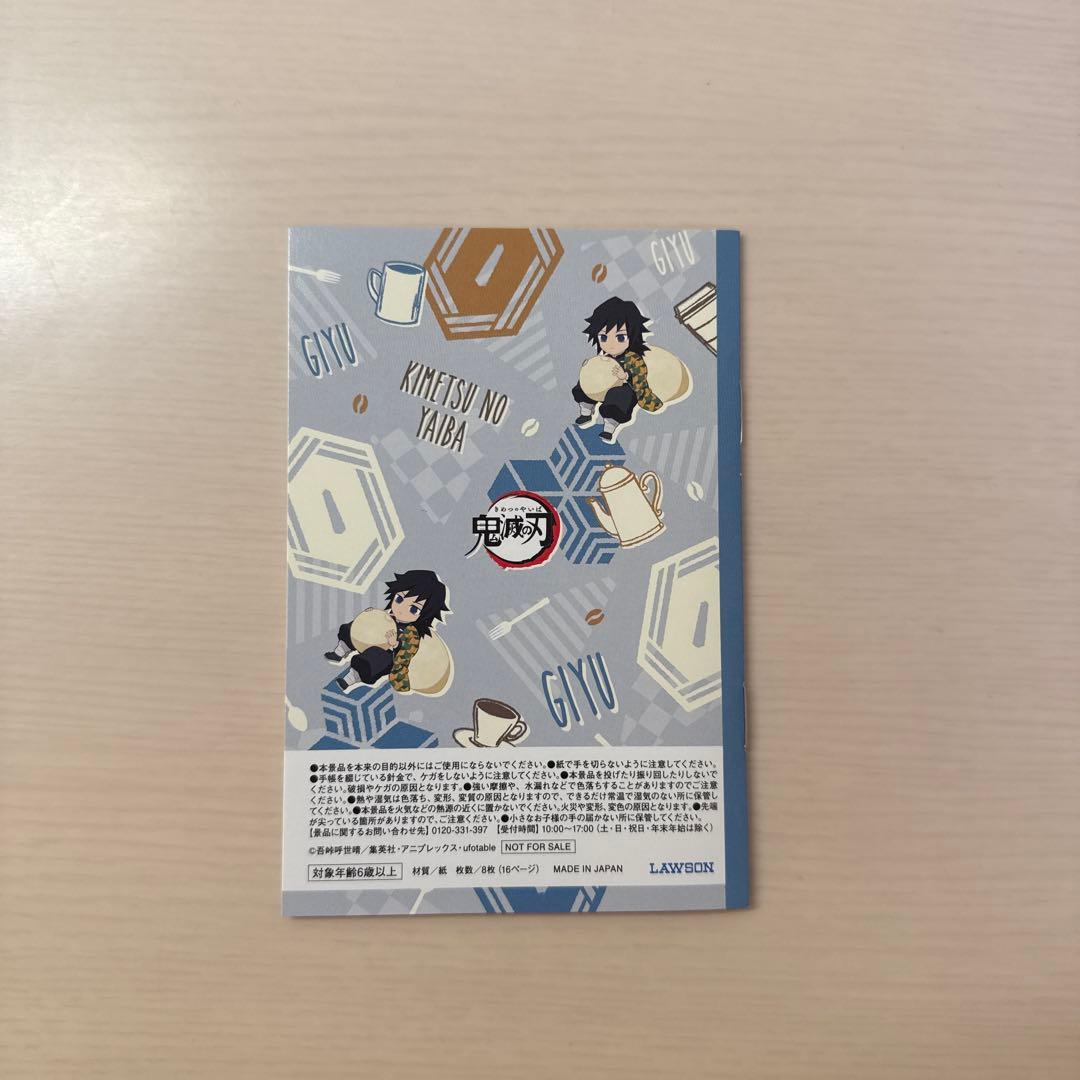 GIYU
GIYU
KIMETSU NO
YAIBA
きめつのやいば
鬼滅の刃
GIYU
●本景品を本来の目的以外にはご使用にならないでください。●紙で手を切らないように注意してください。
●手帳を綴じている針金で、ケガをしないように注意してください。●本景品を投げたり振り回したりしないで
ください。破損やケガの原因となります。●強い摩擦や、水漏れなどで色落ちすることがありますのでご注意
ください。●熱や湿気は色落ち、変形、変質の原因となりますので、できるだけ常温で湿気のない所に保管し
てください。●本景品を火気などの熱源の近くに置かないでください。火災や変形、変色の原因となります。●先端
が尖っている箇所がありますので、ご注意ください。●小さなお子様の手の届かない所に保管してください。
【景品に関するお問い合わせ先】0120-331-397 【受付時間】10:00〜17:00(土・日・祝日・年末年始は除く)
©吾峠呼世晴/集英社・アニプレックス・ufotable NOT FOR SALE
対象年齢6歳以上 材質/紙 枚数/8枚(16ページ) MADE IN JAPAN LAWSON